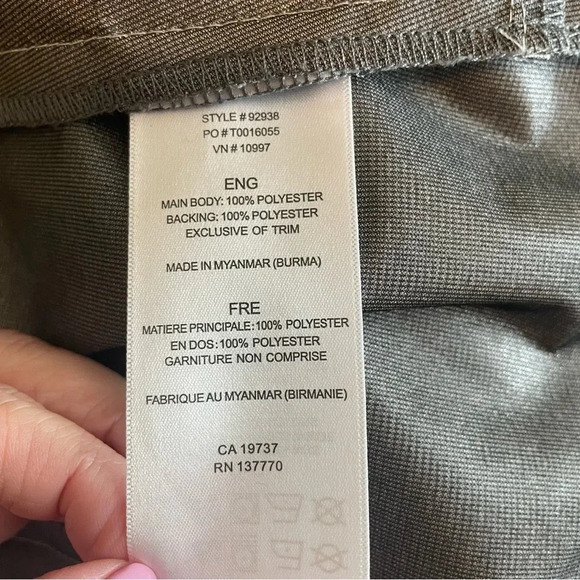 STYLE # 92938
PO # T0016055
VN # 10997
ENG
MAIN BODY: 100% POLYESTER
BACKING: 100% POLYESTER
EXCLUSIVE OF TRIM
MADE IN MYANMAR (BURMA)
FRE
MATIERE PRINCIPALE: 100% POLYESTER
EN DOS: 100% POLYESTER
GARNITURE NON COMPRISE
FABRIQUE AU MYANMAR (BIRMANIE)
CA 19737
RN 137770